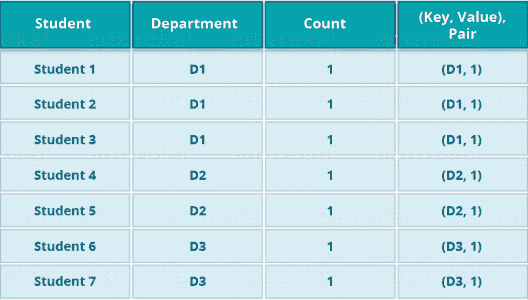 Student Department Count (Key, Value), Pair
Student 1 D1 1 (D1, 1)
Student 2 D1 1 (D1, 1)
Student 3 D1 1 (D1, 1)
Student 4 D2 1 (D2, 1)
Student 5 D2 1 (D2, 1)
Student 6 D3 1 (D3, 1)
Student 7 D3 1 (D3, 1)